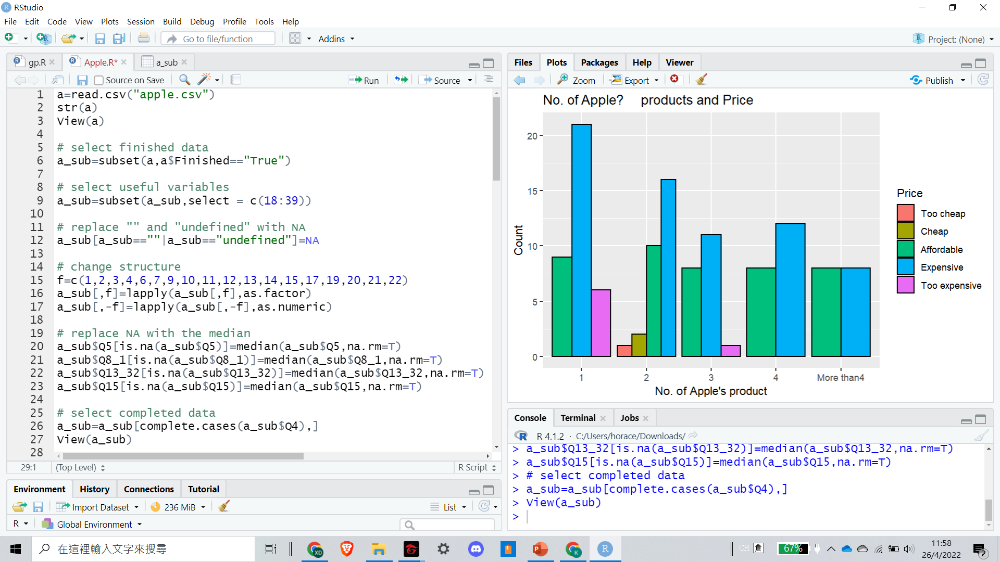 RStudio
File Edit Code View Plots Session Build Debug Profile Tools Help
Go to file/function Addins Project: (None)
gp.R Apple.R* a_sub
Source on Save Run Source
1 a=read.csv("apple.csv")
2 str(a)
3 View(a)
4
5 # select finished data
6 a_sub=subset(a,a$Finished=="True")
7
8 # select useful variables
9 a_sub=subset(a_sub,select = c(18:39))
10
11 # replace "" and "undefined" with NA
12 a_sub[a_sub==""|a_sub=="undefined"]=NA
13
14 # change structure
15 f=c(1,2,3,4,6,7,9,10,11,12,13,14,15,17,19,20,21,22)
16 a_sub[,f]=lapply(a_sub[,f],as.factor)
17 a_sub[,-f]=lapply(a_sub[,-f],as.numeric)
18
19 # replace NA with the median
20 a_sub$Q5[is.na(a_sub$Q5)]=median(a_sub$Q5,na.rm=T)
21 a_sub$Q8_1[is.na(a_sub$Q8_1)]=median(a_sub$Q8_1,na.rm=T)
22 a_sub$Q13_32[is.na(a_sub$Q13_32)]=median(a_sub$Q13_32,na.rm=T)
23 a_sub$Q15[is.na(a_sub$Q15)]=median(a_sub$Q15,na.rm=T)
24
25 # select completed data
26 a_sub=a_sub[complete.cases(a_sub$Q4),]
27 View(a_sub)
28
29:1 (Top Level) R Script
Environment History Connections Tutorial
Import Dataset 236 MiB List
R Global Environment
Files Plots Packages Help Viewer
Zoom Export Publish
No. of Apple? products and Price
Count
20
15
10
5
0
1 2 3 4 More than4
No. of Apple's product
Price
Too cheap
Cheap
Affordable
Expensive
Too expensive
Console Terminal Jobs
R 4.1.2 · C:/Users/horace/Downloads/
> a_sub$Q13_32[is.na(a_sub$Q13_32)]=median(a_sub$Q13_32,na.rm=T)
> a_sub$Q15[is.na(a_sub$Q15)]=median(a_sub$Q15,na.rm=T)
> # select completed data
> a_sub=a_sub[complete.cases(a_sub$Q4),]
> View(a_sub)
>
在這裡輸入文字來搜尋
XD
K
CH 倉
67%
11:58
26/4/2022
2